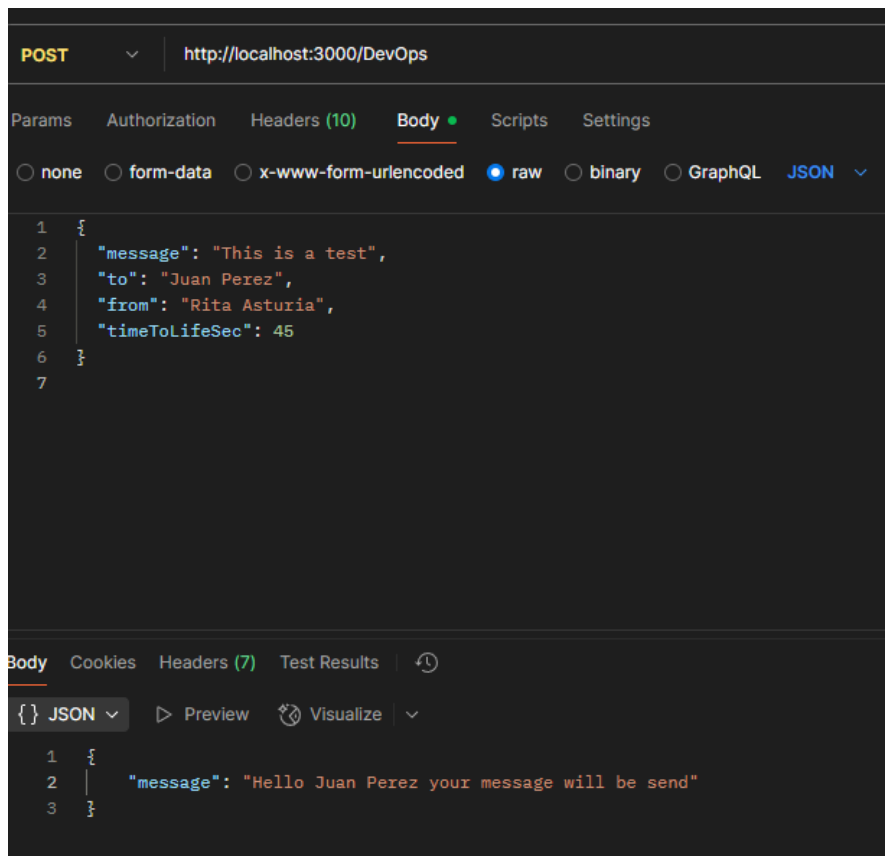 POST http://localhost:3000/DevOps
Params Authorization Headers (10) Body Scripts Settings
none form-data x-www-form-urlencoded raw binary GraphQL JSON
1 {
2 "message": "This is a test",
3 "to": "Juan Perez",
4 "from": "Rita Asturia",
5 "timeToLifeSec": 45
6 }
7
Body Cookies Headers (7) Test Results
{} JSON Preview Visualize
1 {
2 "message": "Hello Juan Perez your message will be send"
3 }